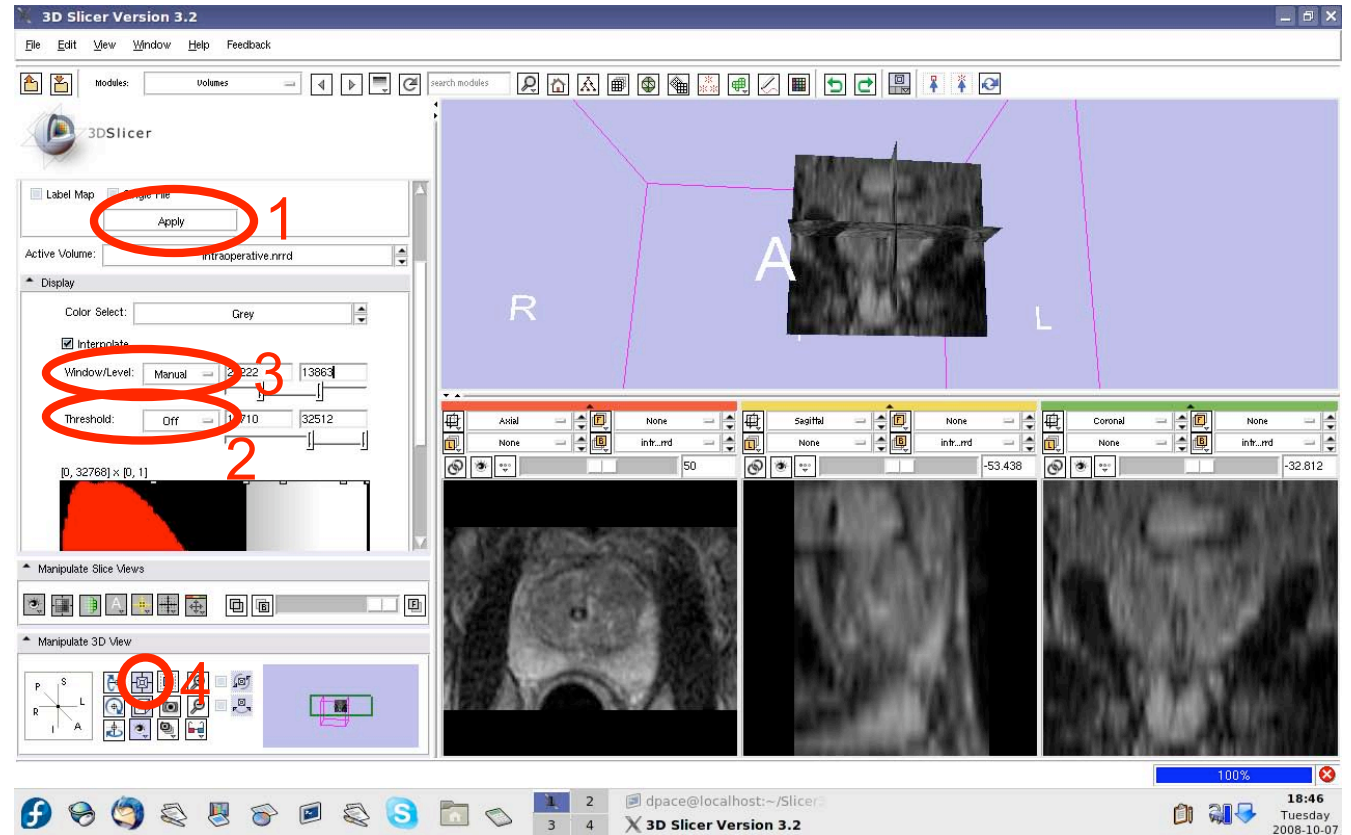 3D Slicer Version 3.2
File Edit View Window Help Feedback
Modules: Volumes search modules
3DSlicer
Label Map File
Apply 1
Active Volume: intraoperative.nrrd
Display
Color Select: Grey
Interpolate
Window/Level: Manual 3 13863
Threshold: Off 32512
2
[0, 32768] x [0, 1]
Manipulate Slice Views
A B F
Manipulate 3D View
P S L R I A
4
R A L
Axial F None
L None B intr...rrd
50
Sagittal F None
L None B intr...rrd
-53.438
Coronal F None
L None B intr...rrd
-32.812
100%
1 2 3 4
dpace@localhost:~/Slicer3
3D Slicer Version 3.2
18:46
Tuesday
2008-10-07